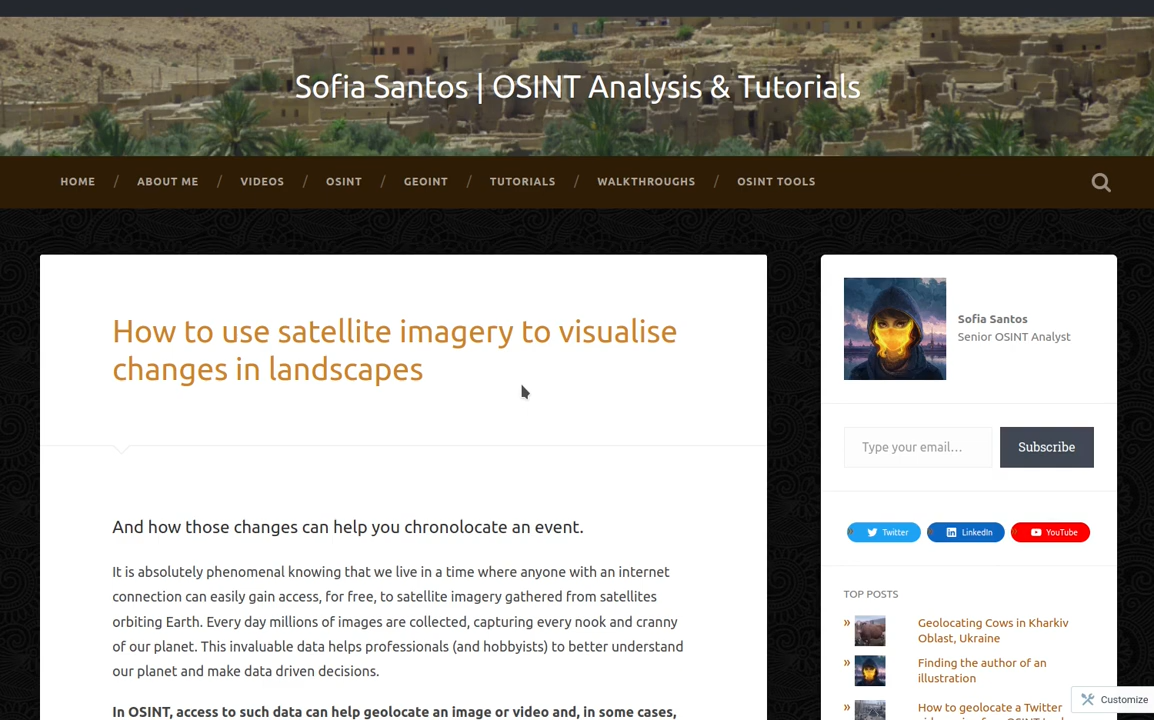 Sofia Santos | OSINT Analysis & Tutorials
HOME / ABOUT ME / VIDEOS / OSINT / GEOINT / TUTORIALS / WALKTHROUGHS / OSINT TOOLS
How to use satellite imagery to visualise
changes in landscapes
And how those changes can help you chronolocate an event.
It is absolutely phenomenal knowing that we live in a time where anyone with an internet
connection can easily gain access, for free, to satellite imagery gathered from satellites
orbiting Earth. Every day millions of images are collected, capturing every nook and cranny
of our planet. This invaluable data helps professionals (and hobbyists) to better understand
our planet and make data driven decisions.
In OSINT, access to such data can help geolocate an image or video and, in some cases,
Sofia Santos
Senior OSINT Analyst
Type your email…
Subscribe
Twitter
LinkedIn
YouTube
TOP POSTS
» Geolocating Cows in Kharkiv
Oblast, Ukraine
» Finding the author of an
illustration
» How to geolocate a Twitter
Customize